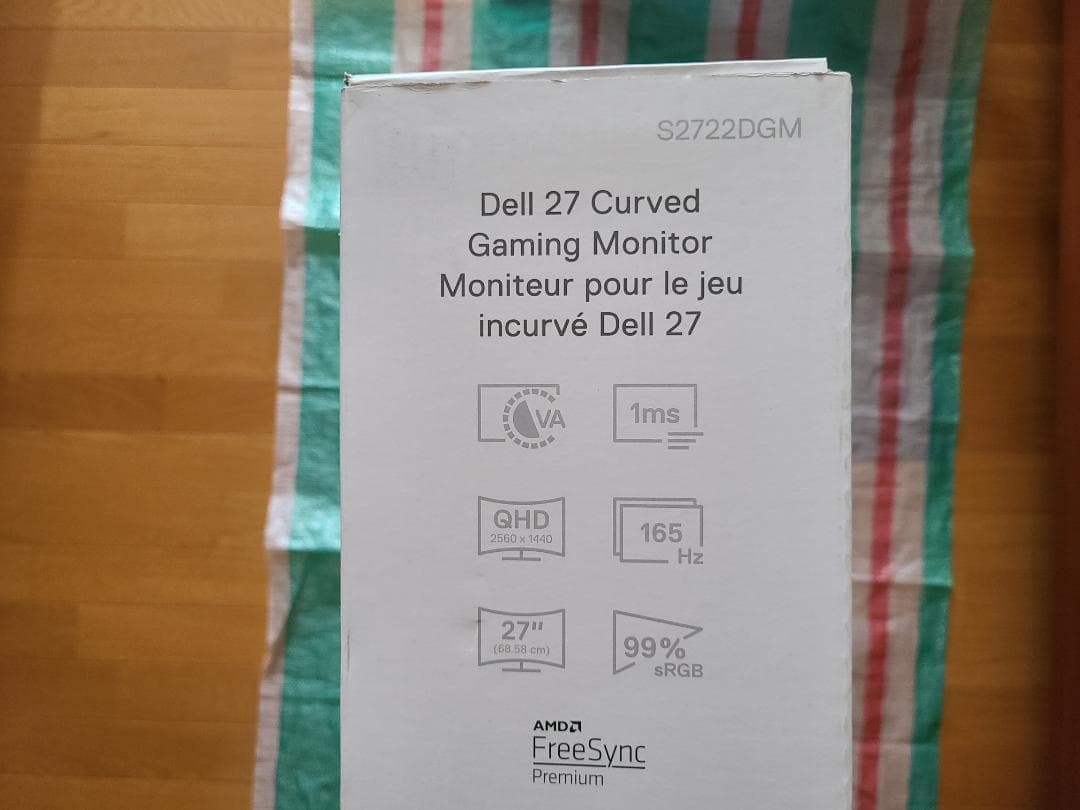 S2722DGM
Dell 27 Curved
Gaming Monitor
Moniteur pour le jeu
incurvé Dell 27
VA
1ms
QHD
2560 x 1440
165
Hz
27"
(68.58 cm)
99%
sRGB
AMD
FreeSync
Premium